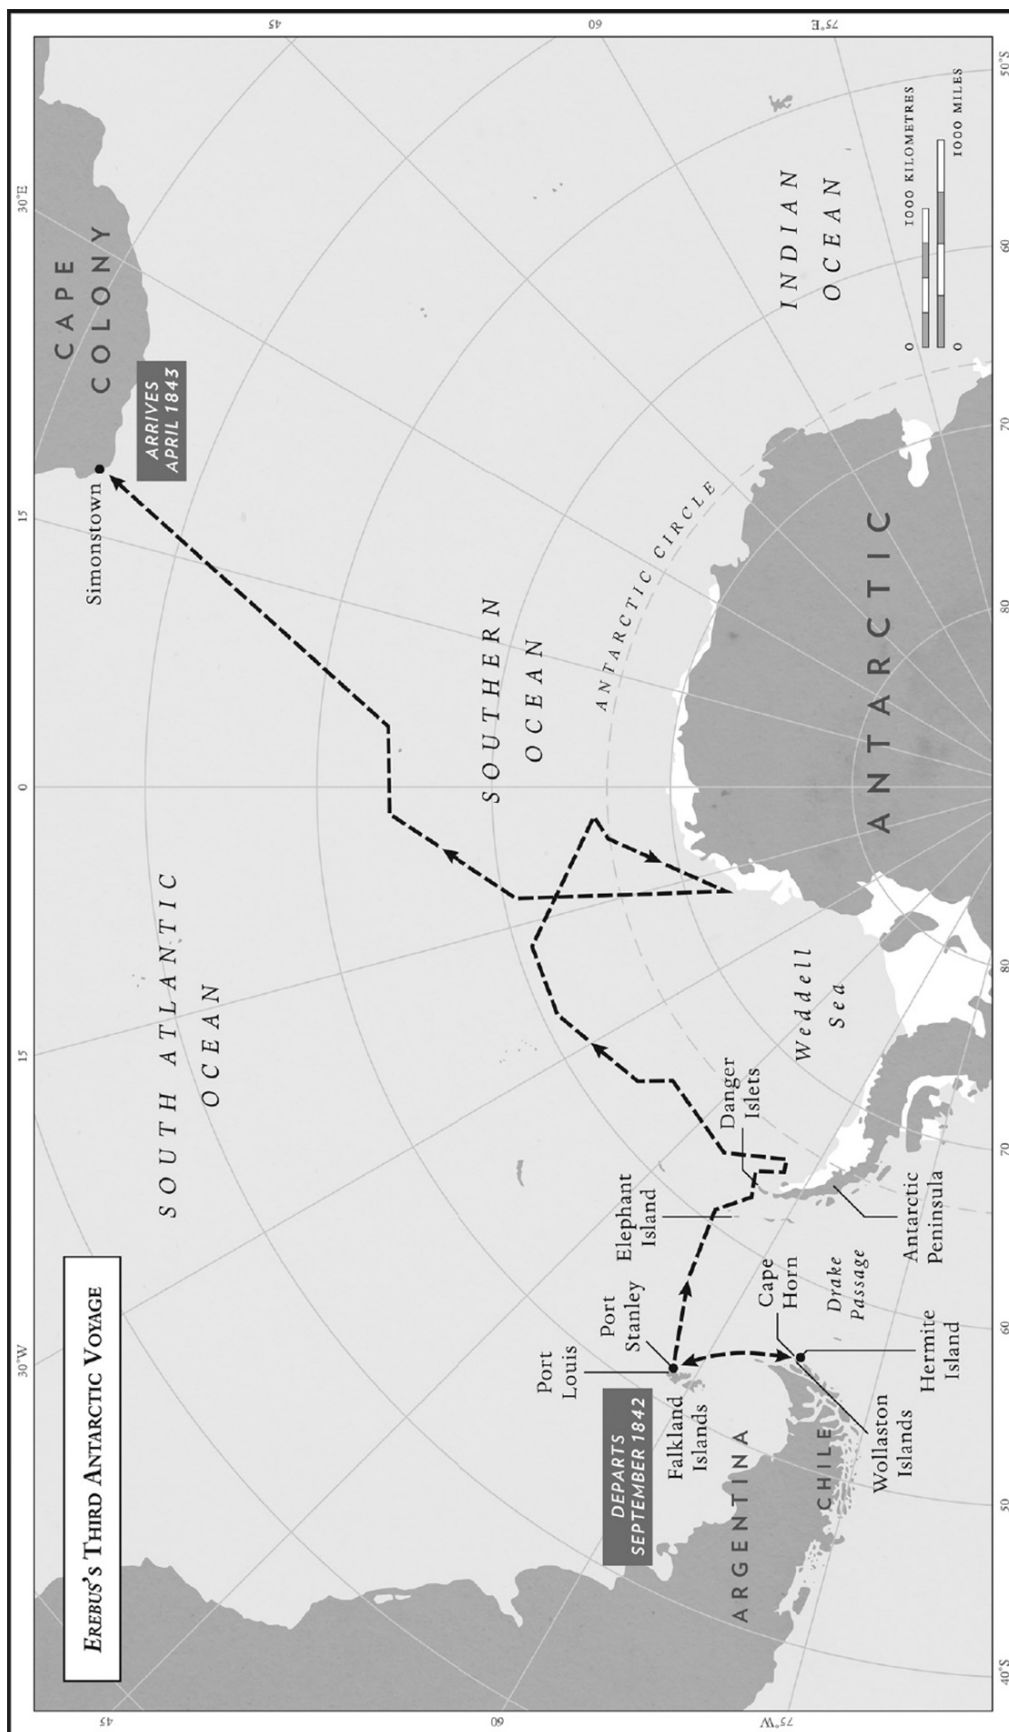 EREBUS'S THIRD ANTARCTIC VOYAGE
45
30°W
15
0
15
30°E
45
60
75°E
50°S
60
70
80
80
70
60
50
40°S
75°W
60
SOUTH ATLANTIC
OCEAN
SOUTHERN
OCEAN
INDIAN
OCEAN
CAPE
COLONY
Simonstown
ARRIVES
APRIL 1843
ANTARCTIC CIRCLE
ANTARCTIC
Weddell
Sea
Danger
Islets
Elephant
Island
Antarctic
Peninsula
Drake
Passage
Cape
Horn
Hermite
Island
Wollaston
Islands
Port
Stanley
Port
Louis
Falkland
Islands
DEPARTS
SEPTEMBER 1842
ARGENTINA
CHILE
0 1000 KILOMETRES
0 1000 MILES